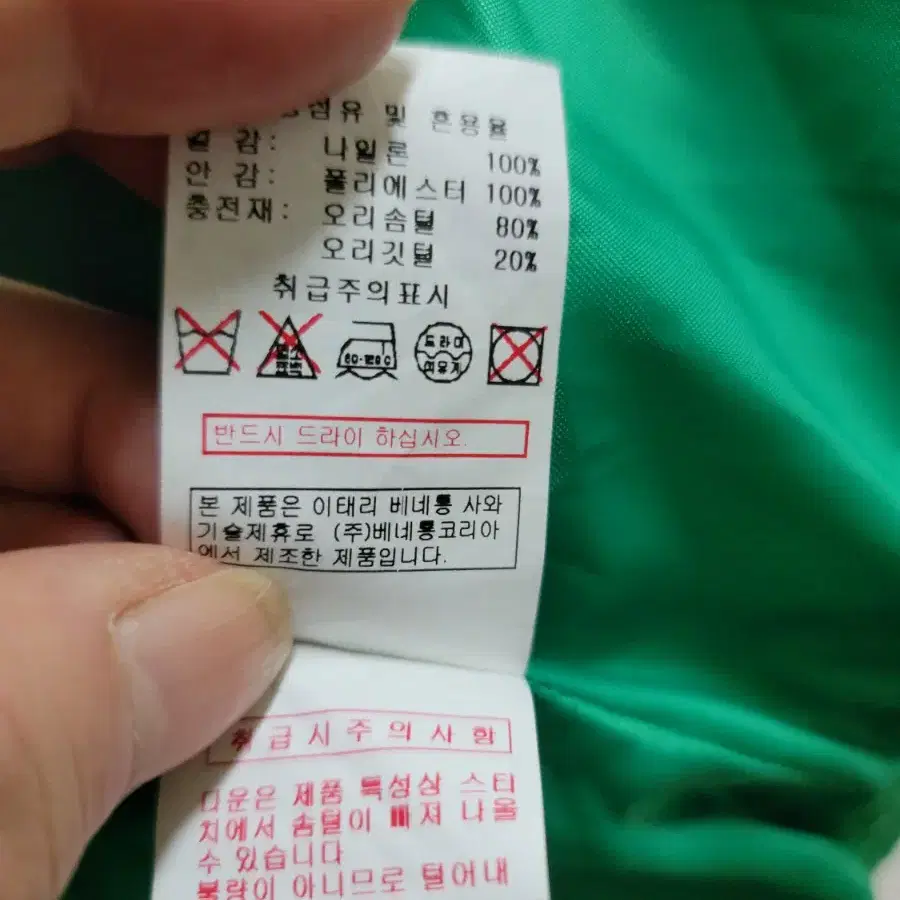 섬유 및 혼용율
겉 감: 나일론 100%
안 감: 폴리에스터 100%
충전재: 오리솜털 80%
오리깃털 20%
취급주의표시
염소 표백
80-120 C
드라이
석유계
반드시 드라이 하십시오.
본 제품은 이태리 베네통 사와
기술제휴로 (주)베네통코리아
에서 제조한 제품입니다.
취급시주의사항
다운은 제품 특성상 스티
치에서 솜털이 빠져 나올
수 있습니다
불량이 아니므로 털어내